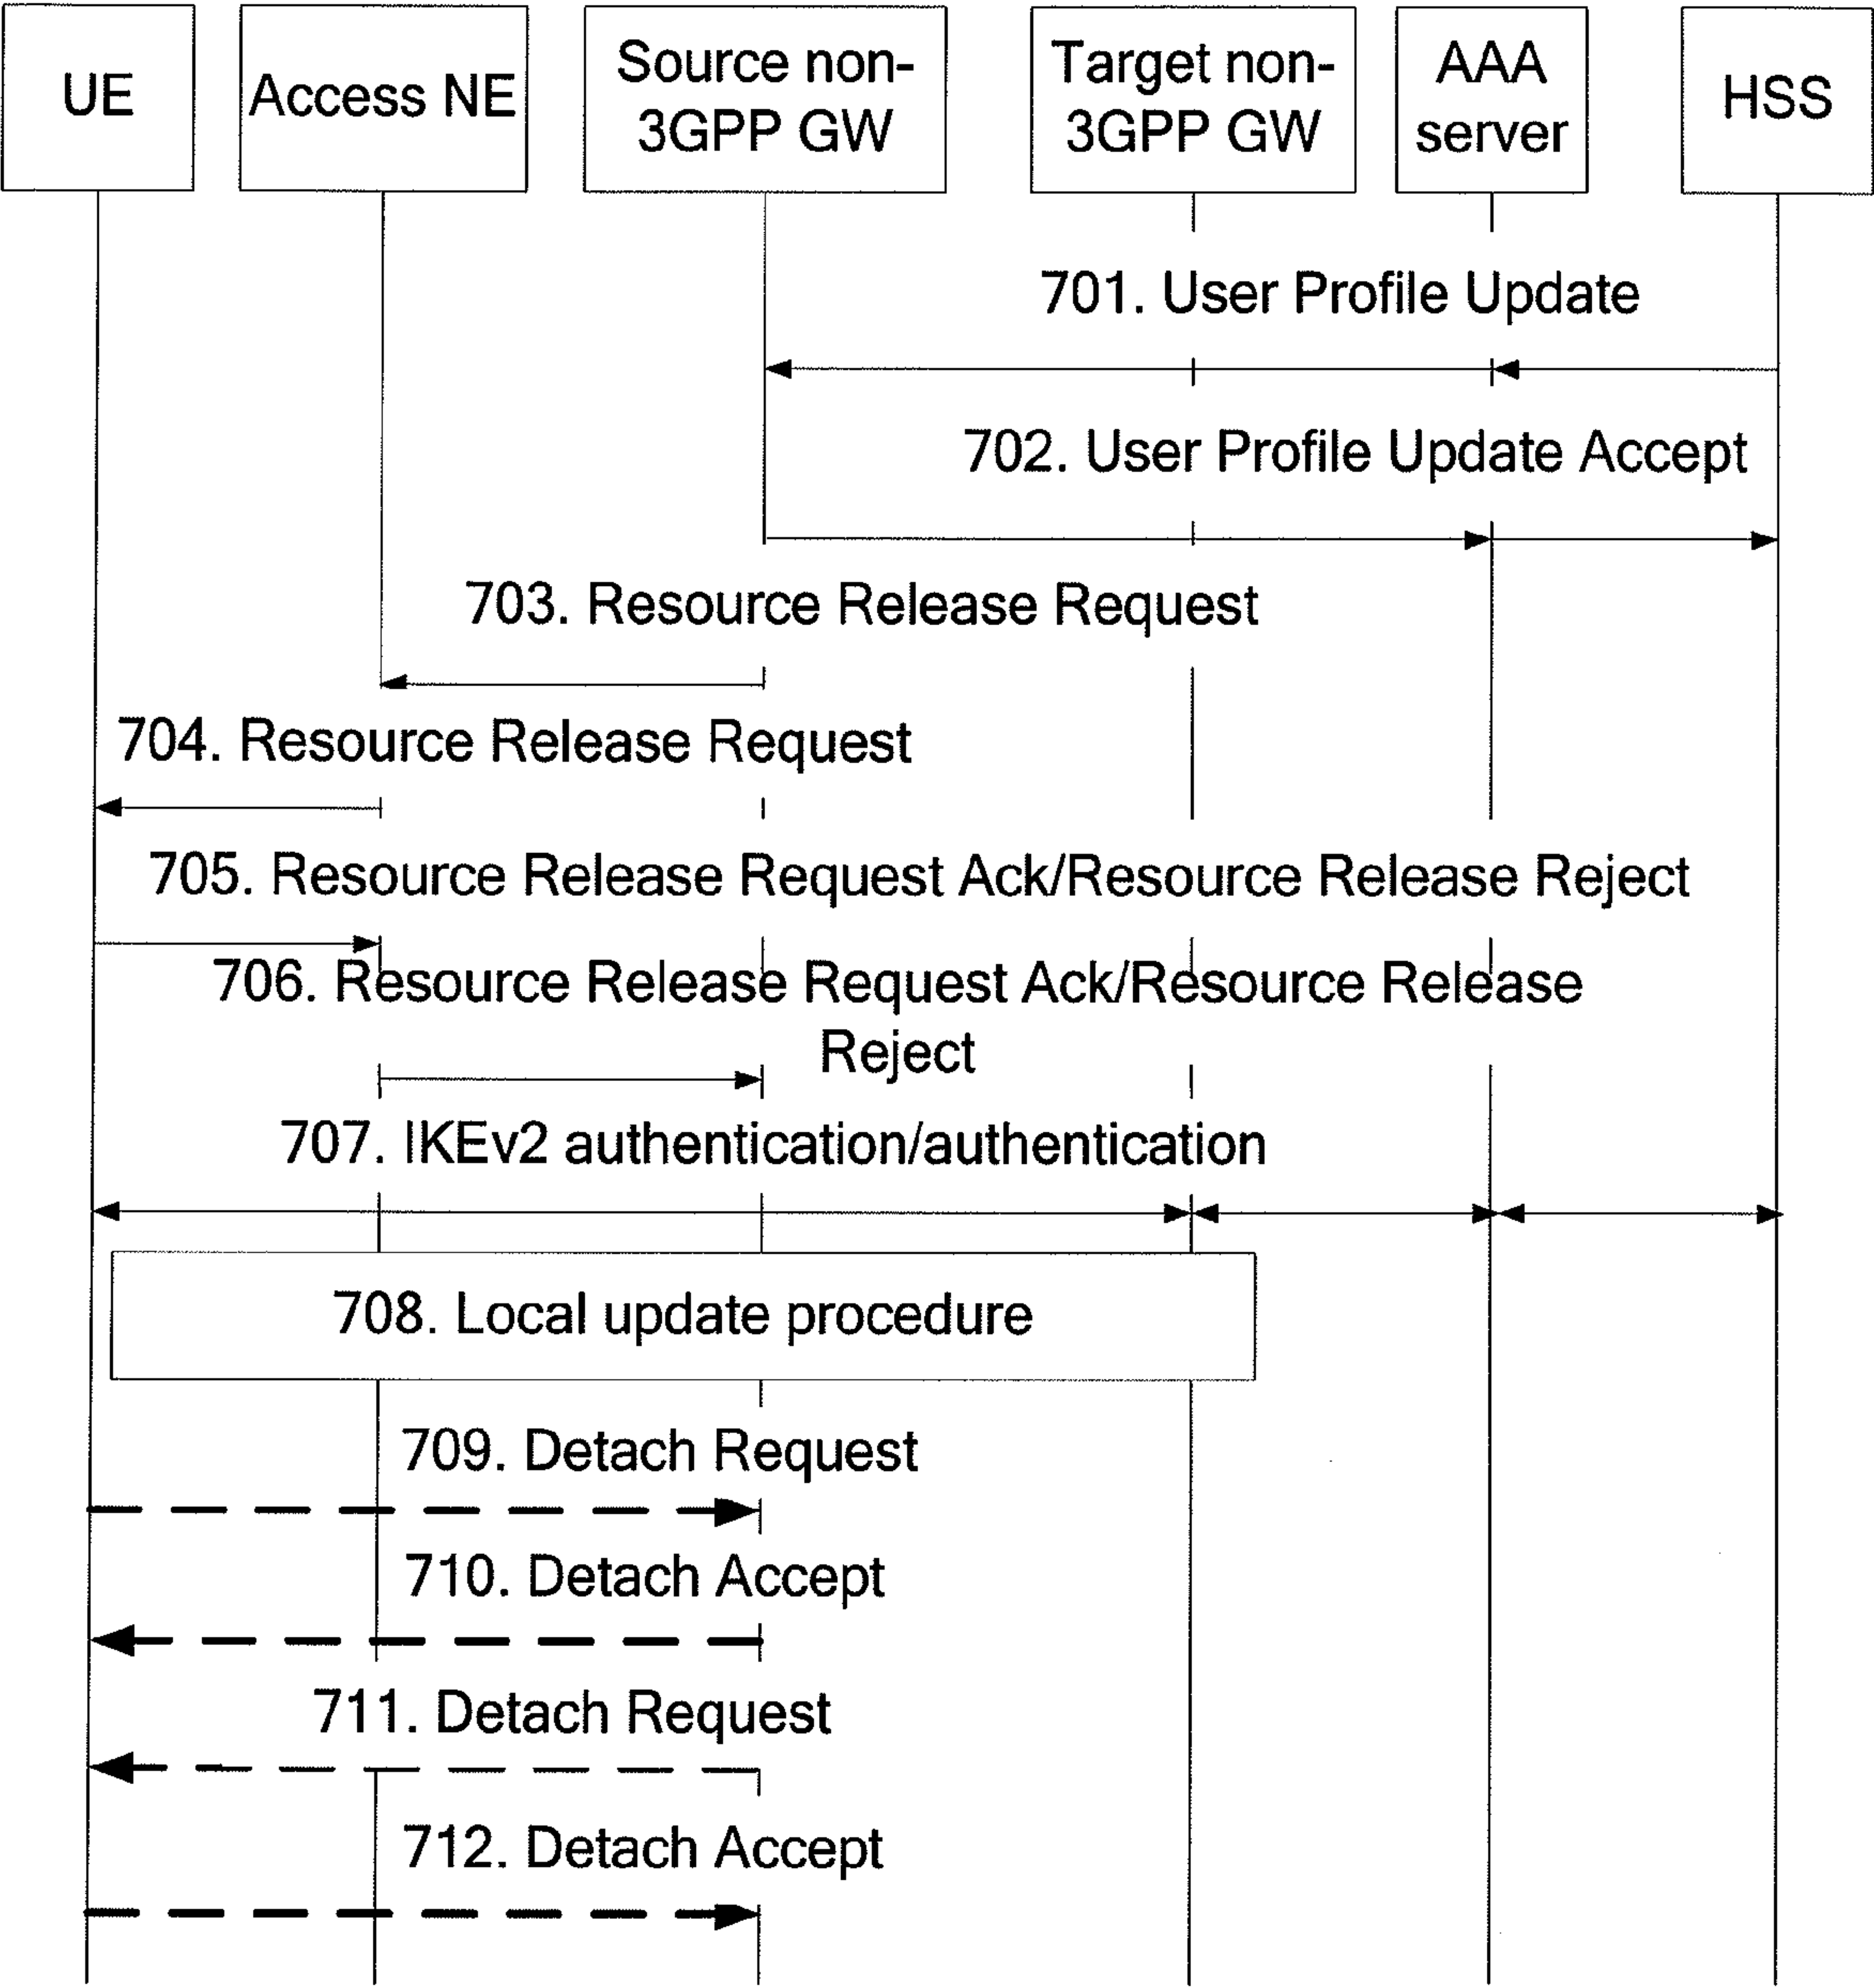 UE
Access NE
Source non-
3GPP GW
Target non-
3GPP GW
AAA
server
HSS
701. User Profile Update
702. User Profile Update Accept
703. Resource Release Request
704. Resource Release Request
705. Resource Release Request Ack/Resource Release Reject
706. Resource Release Request Ack/Resource Release
Reject
707. IKEv2 authentication/authentication
708. Local update procedure
709. Detach Request
710. Detach Accept
711. Detach Request
712. Detach Accept